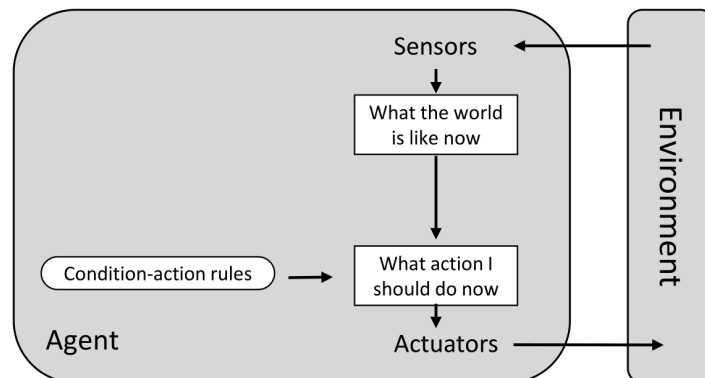 Sensors
What the world
is like now
Environment
Condition-action rules
What action I
should do now
Agent
Actuators